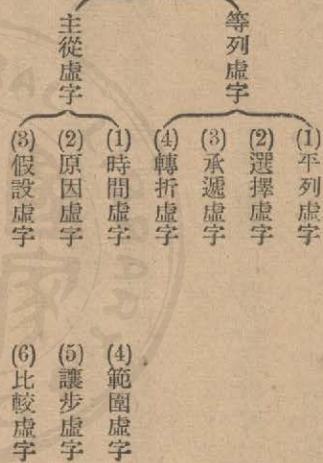 等列虛字
(1)平列虛字
(2)選擇虛字
(3)承遞虛字
(4)轉折虛字
主從虛字
(1)時間虛字
(2)原因虛字
(3)假設虛字
(4)範圍虛字
(5)讓步虛字
(6)比較虛字